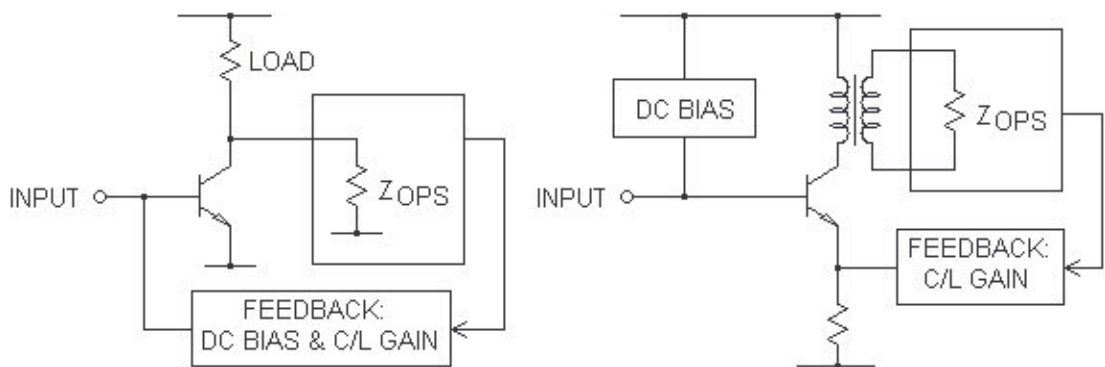 LOAD
INPUT
Z OPS
FEEDBACK:
DC BIAS & C/L GAIN
DC BIAS
INPUT
Z OPS
FEEDBACK:
C/L GAIN